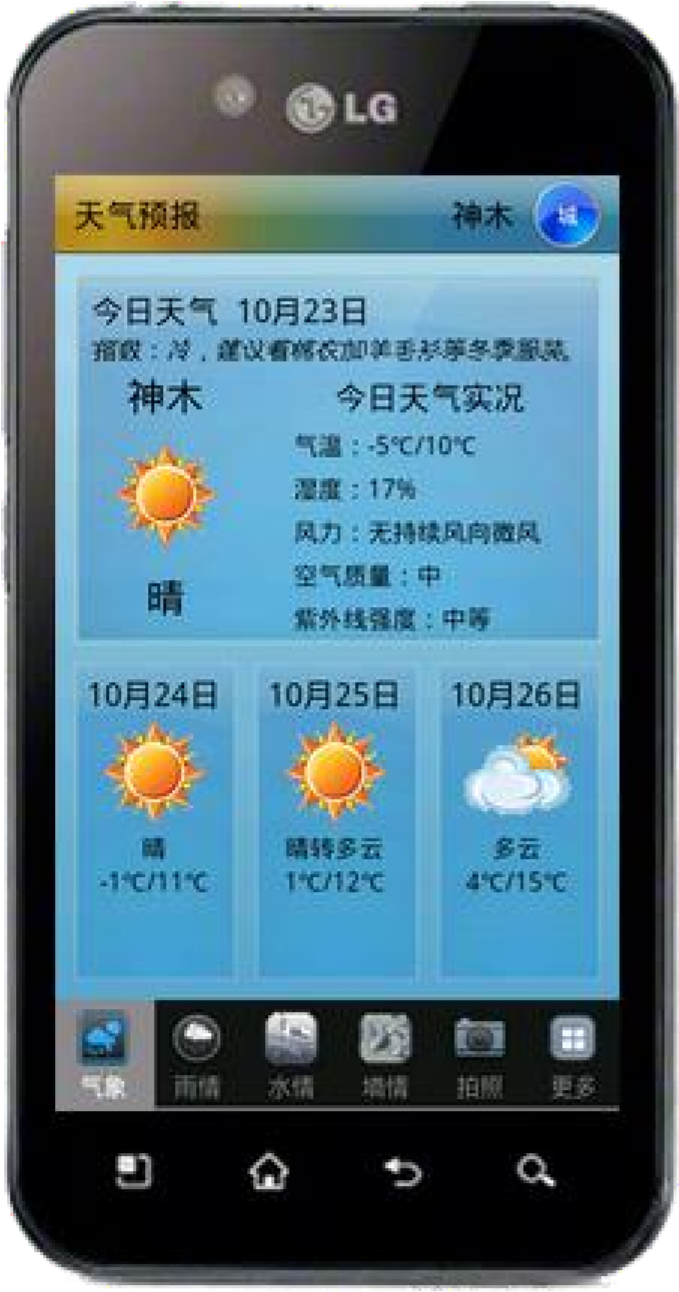 LG
天气预报 神木 城
今日天气 10月23日
指数：冷，建议着棉衣加羊毛衫等冬季服装。
神木
今日天气实况
气温：-5℃/10℃
湿度：17%
风力：无持续风向微风
空气质量：中
紫外线强度：中等
晴
10月24日 10月25日 10月26日
晴 晴转多云 多云
-1℃/11℃ 1℃/12℃ 4℃/15℃
气象 雨情 水情 墒情 拍照 更多